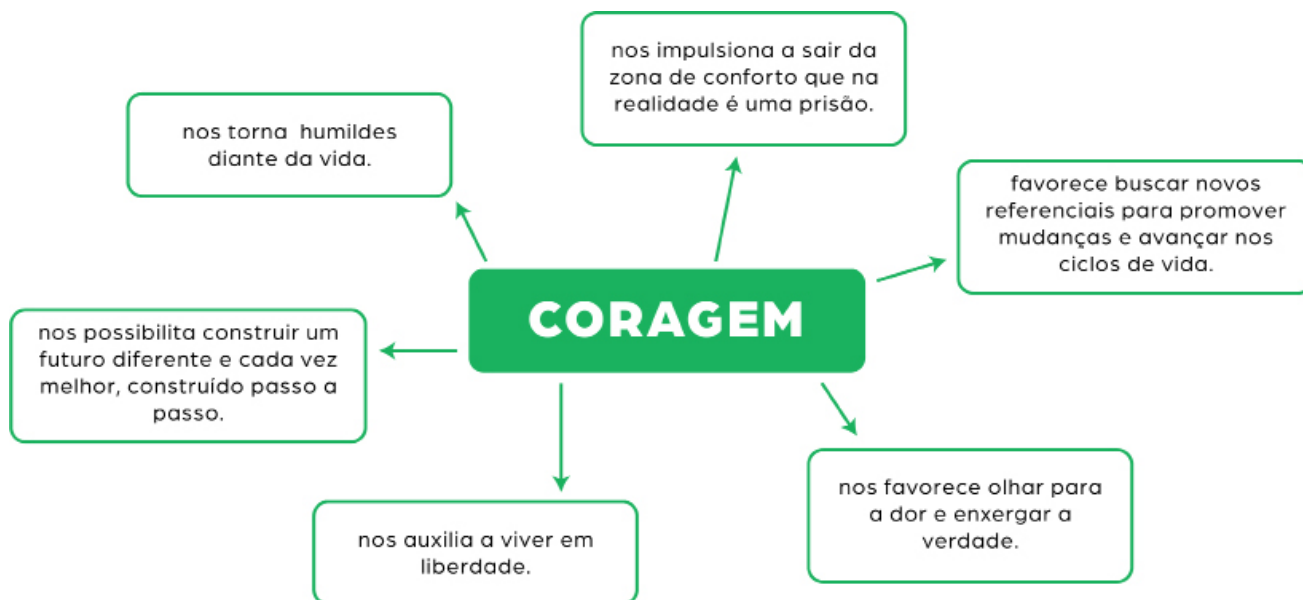 nos impulsiona a sair da
zona de conforto que na
realidade é uma prisão.
nos torna humildes
diante da vida.
favorece buscar novos
referenciais para promover
mudanças e avançar nos
ciclos de vida.
CORAGEM
nos possibilita construir um
futuro diferente e cada vez
melhor, construído passo a
passo.
nos favorece olhar para
a dor e enxergar a
verdade.
nos auxilia a viver em
liberdade.